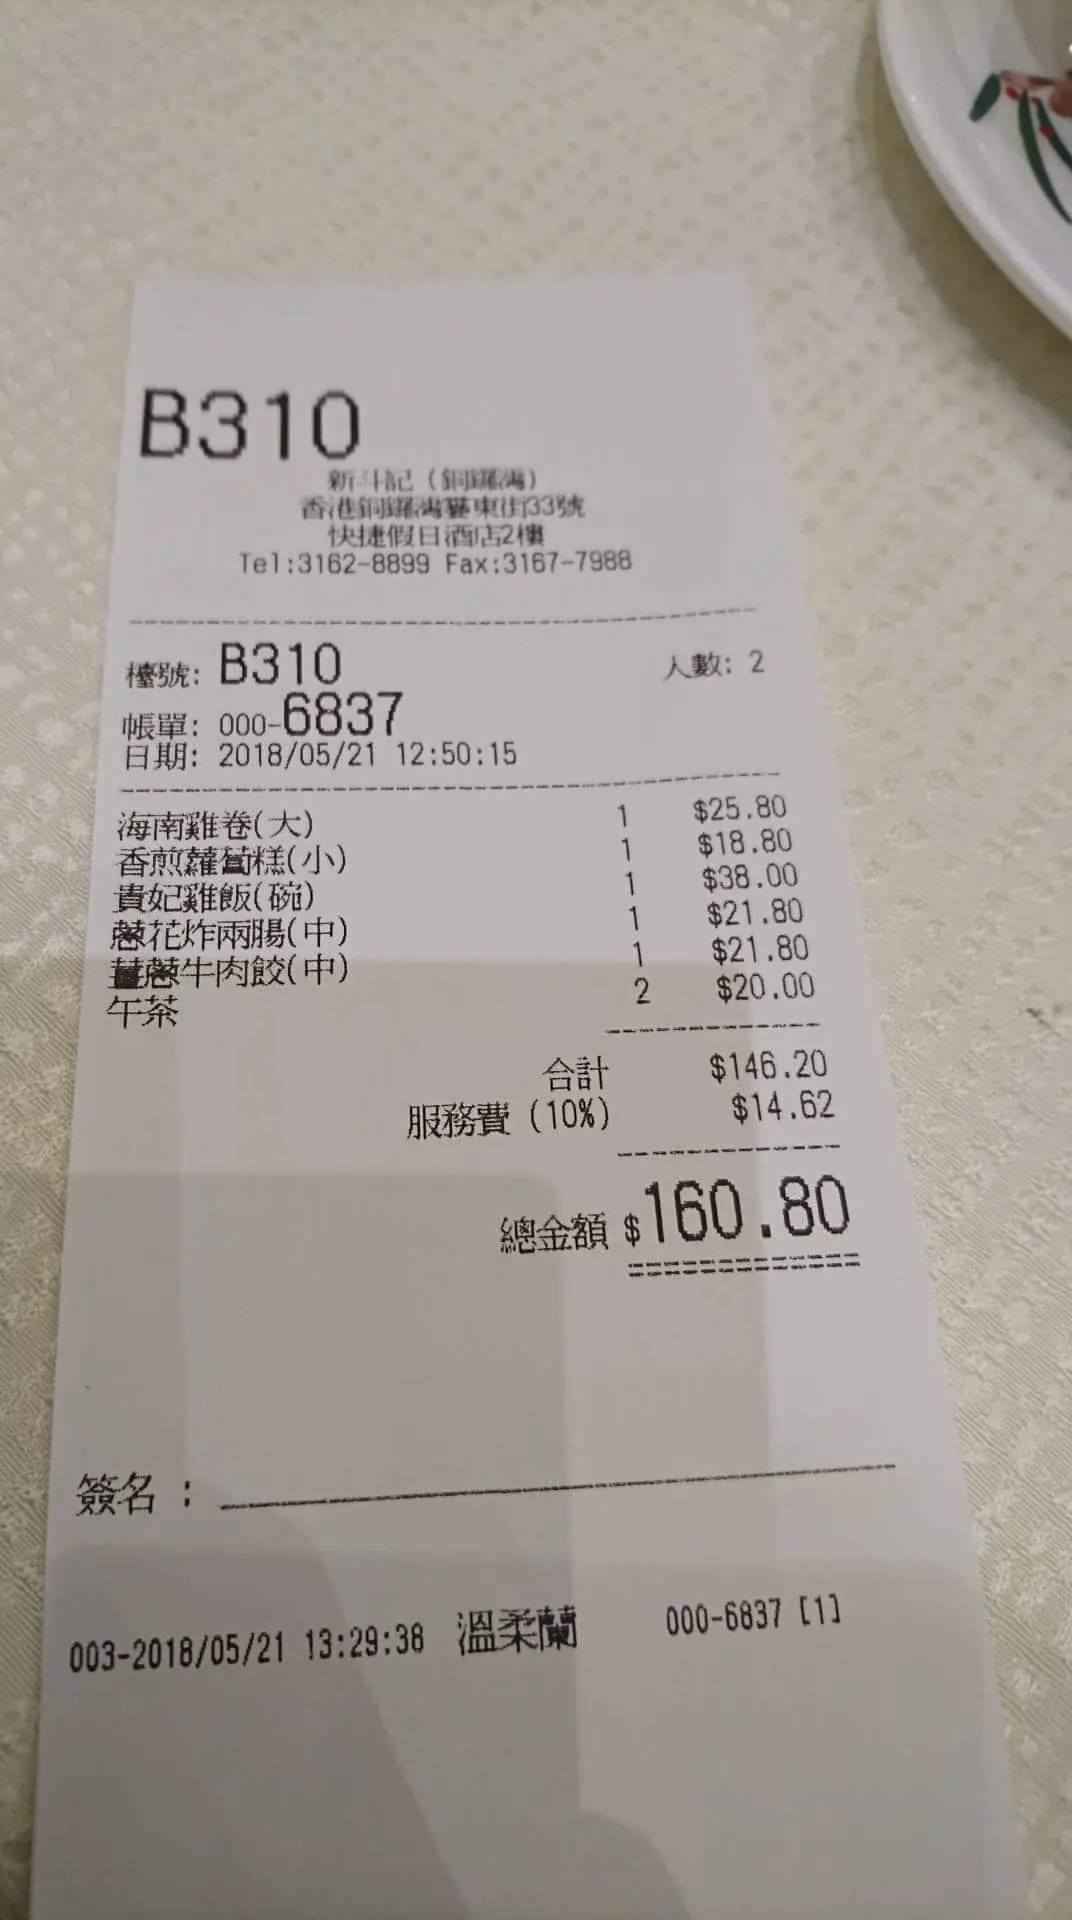 B310
新斗記（銅鑼灣）
香港銅鑼灣蘭東街33號
快捷假日酒店2樓
Tel:3162-8899 Fax:3167-7988
檯號: B310 人數: 2
帳單: 000-6837
日期: 2018/05/21 12:50:15
海南雞卷(大) 1 $25.80
香煎蘿蔔糕(小) 1 $18.80
貴妃雞飯(碗) 1 $38.00
蔥花炸兩腸(中) 1 $21.80
薑蔥牛肉餃(中) 1 $21.80
午茶 2 $20.00
合計 $146.20
服務費 (10%) $14.62
總金額 $160.80
簽名 :
003-2018/05/21 13:29:38 溫柔蘭 000-6837 [1]